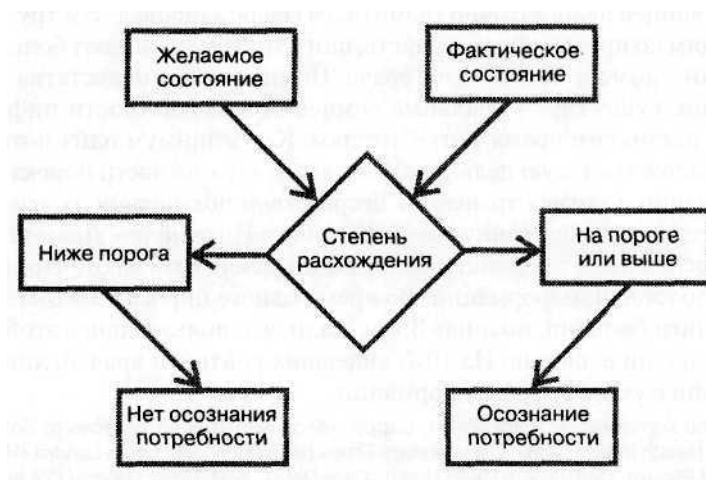 Желаемое
состояние
Фактическое
состояние
Степень
расхождения
Ниже порога
На пороге
или выше
Нет осознания
потребности
Осознание
потребности